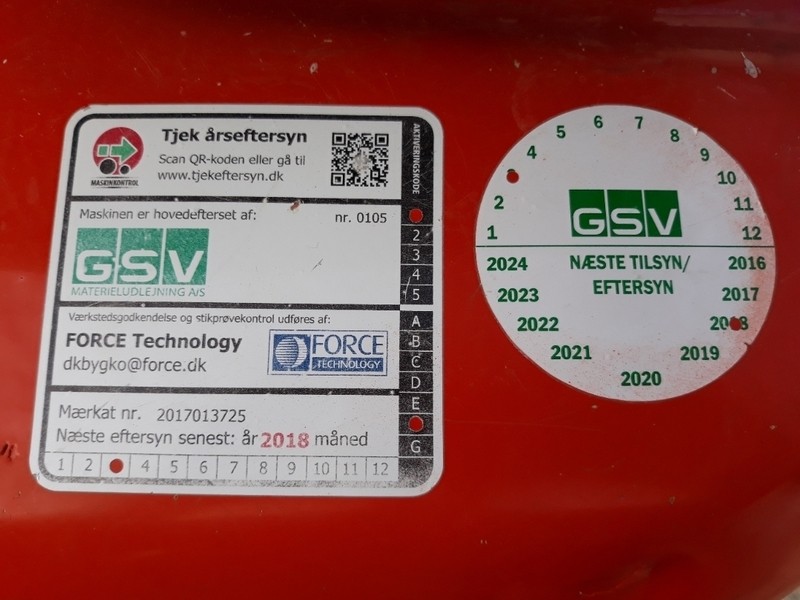 Tjek årseftersyn
Scan QR-koden eller gå til
www.tjekeftersyn.dk
MASKINKONTROL
AKTIVERINGSKODE
Maskinen er hovedefterset af:
nr. 0105
GSV
MATERIELUDLEJNING A/S
2
3
4
5
Værkstedsgodkendelse og stikprøvekontrol udføres af:
FORCE Technology
dkbygko@force.dk
FORCE
TECHNOLOGY
A
B
C
D
E
G
Mærkat nr. 2017013725
Næste eftersyn senest: år 2018 måned
1 2 4 5 6 7 8 9 10 11 12
1 2 4 5 6 7 8 9 10 11 12
GSV
NÆSTE TILSYN/
EFTERSYN
2024 2023 2022 2021 2020 2019 2018 2017 2016